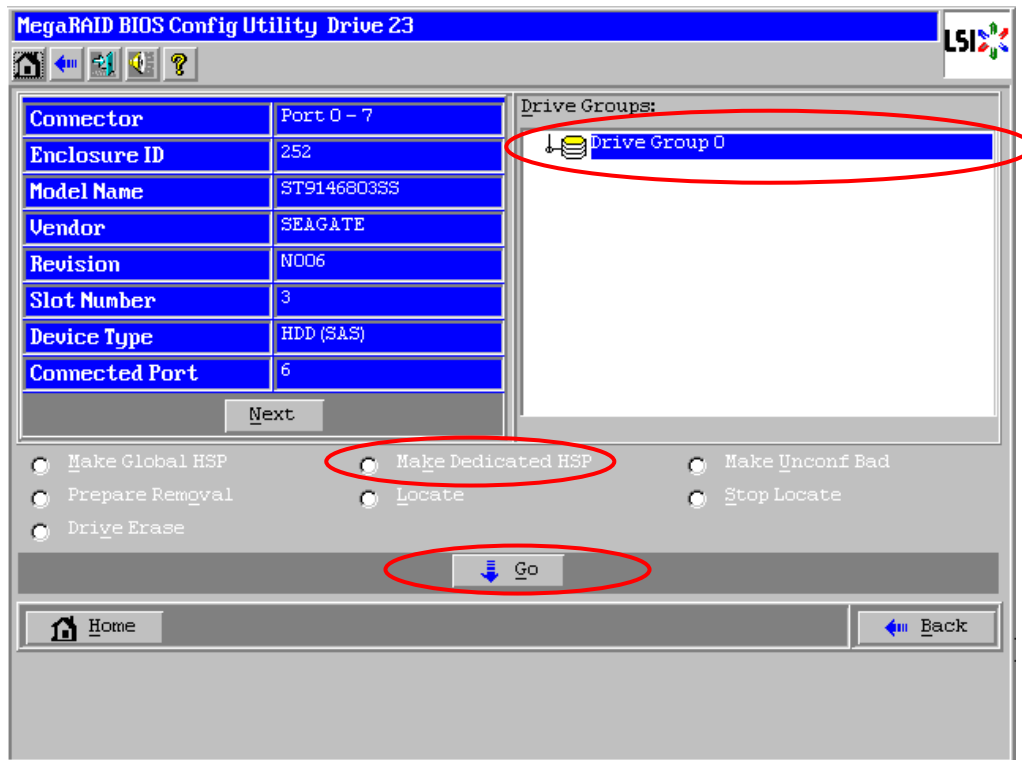 MegaRAID BIOS Config Utility Drive 23
LSI
Connector Port 0 - 7
Enclosure ID 252
Model Name ST9146803SS
Vendor SEAGATE
Revision N006
Slot Number 3
Device Type HDD (SAS)
Connected Port 6
Next
Drive Groups:
Drive Group 0
Make Global HSP Make Dedicated HSP Make Unconf Bad
Prepare Removal Locate Stop Locate
Drive Erase
Go
Home Back